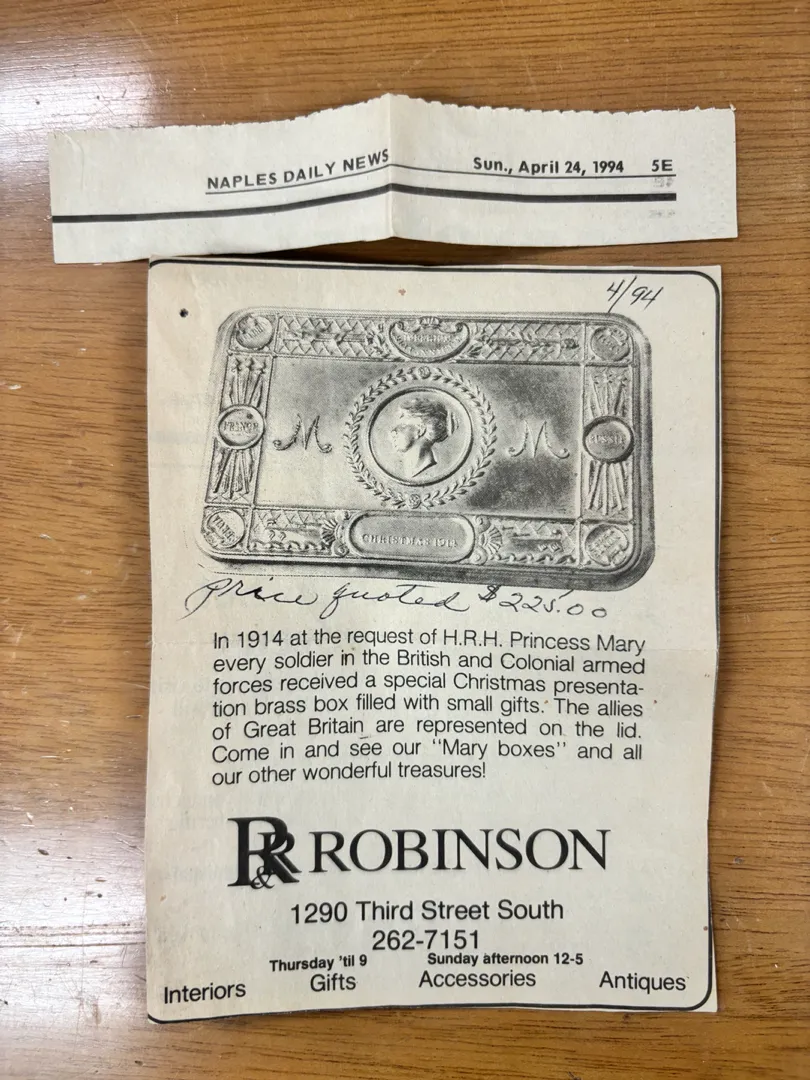 NAPLES DAILY NEWS Sun., April 24, 1994 5E
4/94
FRANCE M M RUSSIA
CHRISTMAS 1914
price quoted $225.00
In 1914 at the request of H.R.H. Princess Mary
every soldier in the British and Colonial armed
forces received a special Christmas presenta-
tion brass box filled with small gifts. The allies
of Great Britain are represented on the lid.
Come in and see our "Mary boxes" and all
our other wonderful treasures!
R&R ROBINSON
1290 Third Street South
262-7151
Thursday 'til 9 Sunday afternoon 12-5
Interiors Gifts Accessories Antiques